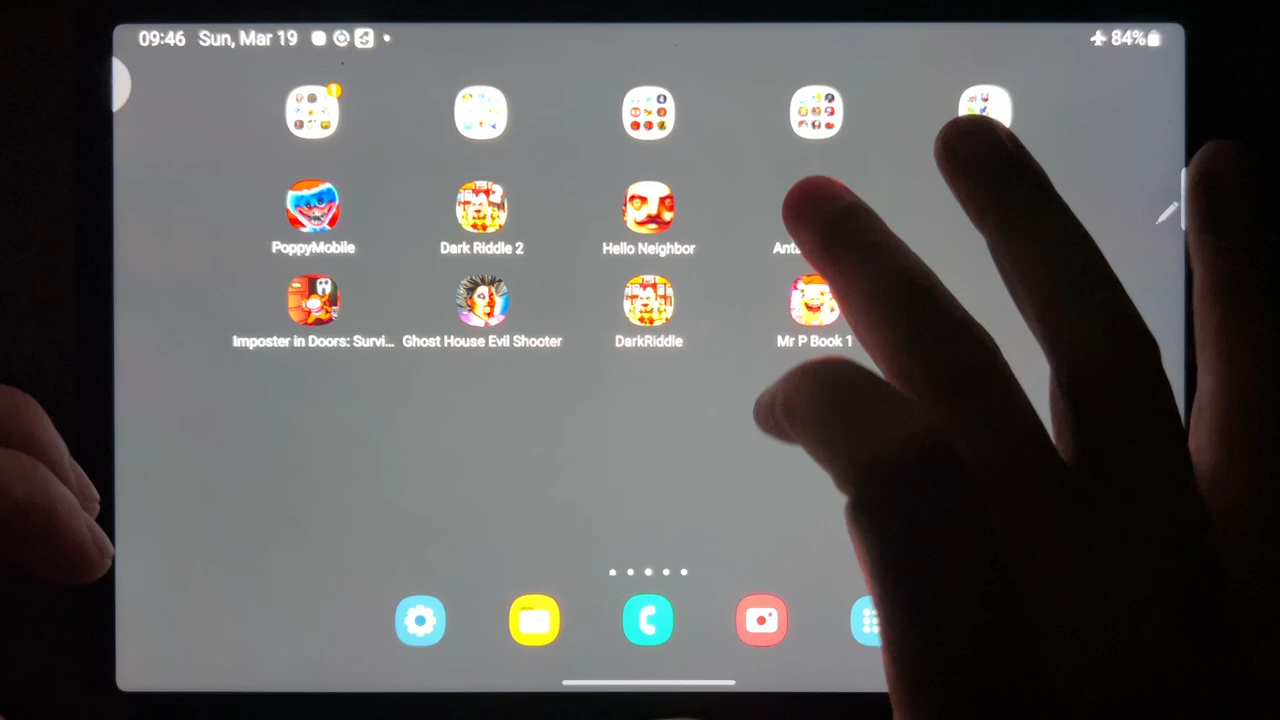 09:46 Sun, Mar 19
84%
PoppyMobile
Dark Riddle 2
Hello Neighbor
Imposter in Doors: Survi...
Ghost House Evil Shooter
DarkRiddle
Mr P Book 1